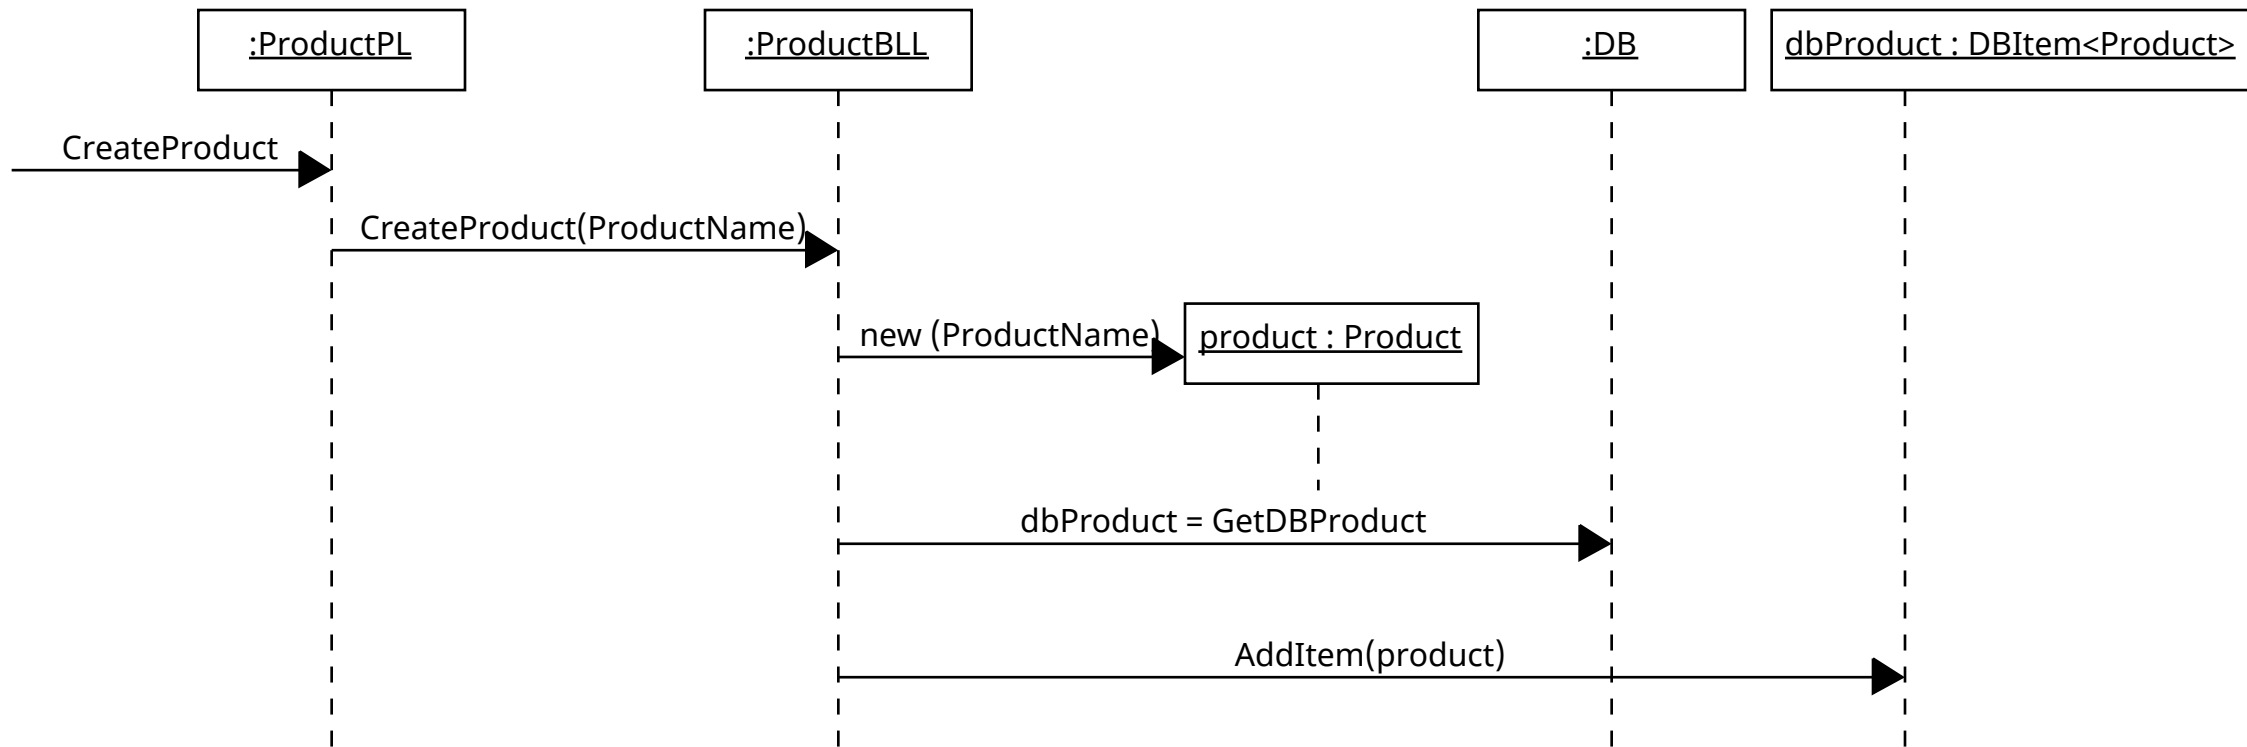 :ProductPL
:ProductBLL
:DB
dbProduct : DBItem<Product>
CreateProduct
CreateProduct(ProductName)
new (ProductName)
product : Product
dbProduct = GetDBProduct
AddItem(product)